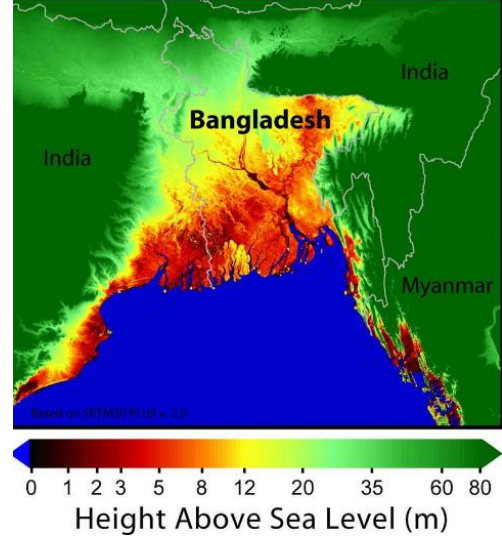 India
Bangladesh
India
Myanmar
Based on SRTM30 PLUS v. 2.0
0 1 2 3 5 8 12 20 35 60 80
Height Above Sea Level (m)